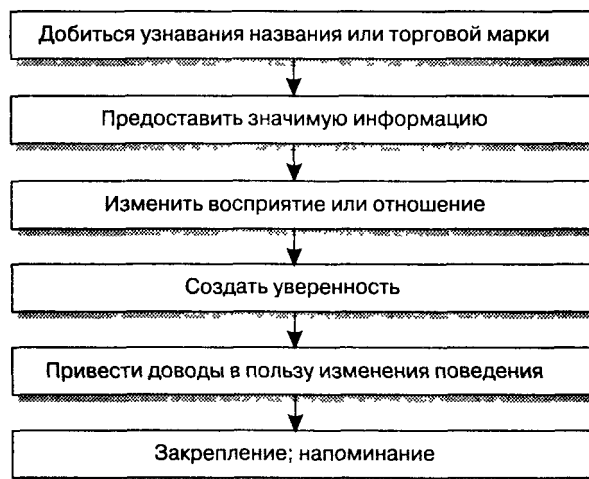 Добиться узнавания названия или торговой марки
Предоставить значимую информацию
Изменить восприятие или отношение
Создать уверенность
Привести доводы в пользу изменения поведения
Закрепление; напоминание